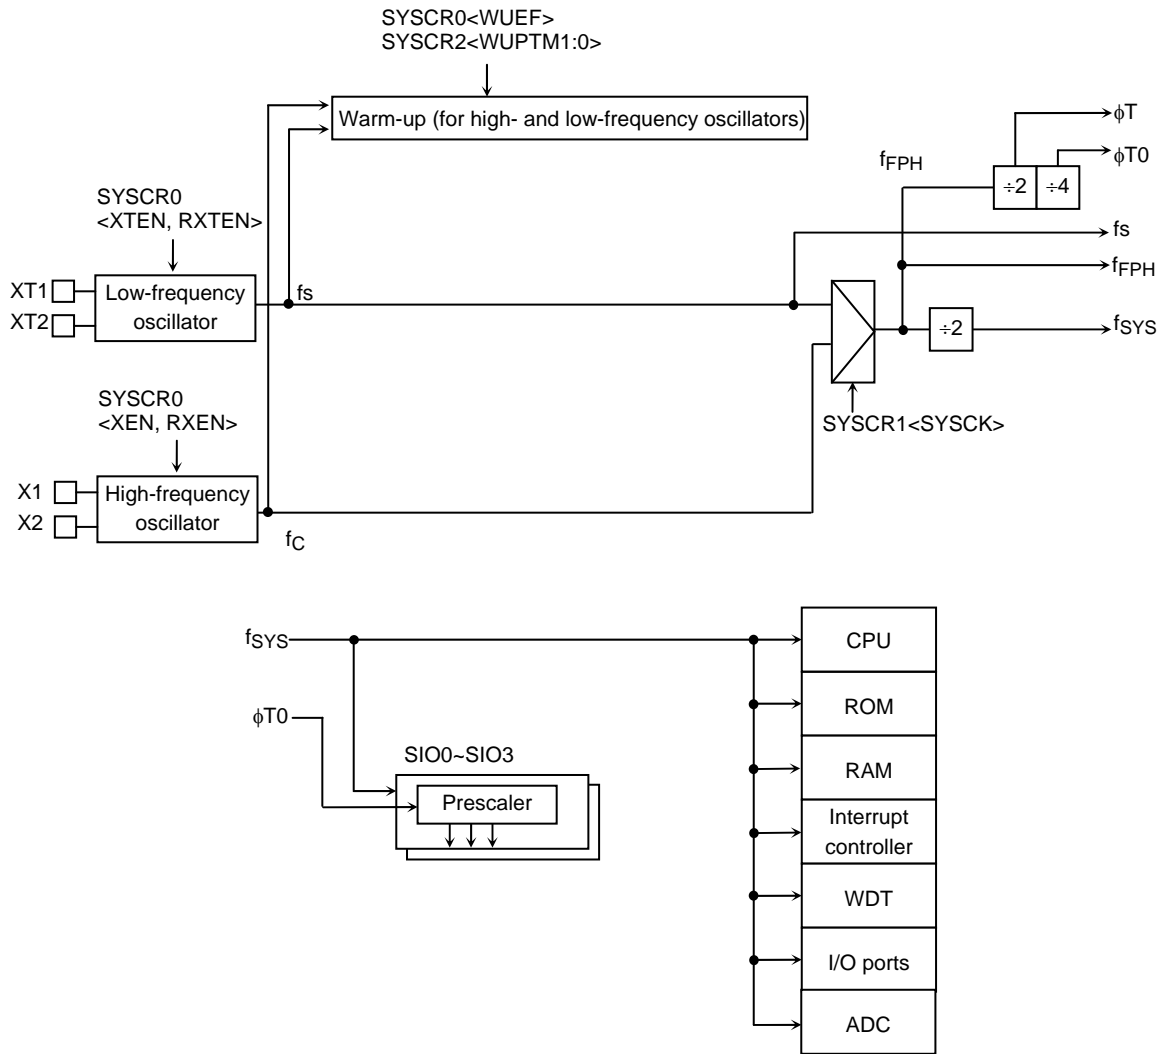 SYSCR0<WUEF>
SYSCR2<WUPTM1:0>
Warm-up (for high- and low-frequency oscillators)
ϕT
ϕT0
fFPH
÷2
÷4
SYSCR0
<XTEN, RXTEN>
fs
fFPH
XT1
XT2
Low-frequency
oscillator
fs
÷2
fSYS
SYSCR0
<XEN, RXEN>
SYSCR1<SYSCK>
X1
X2
High-frequency
oscillator
fC
fSYS
CPU
ROM
ϕT0
SIO0~SIO3
RAM
Prescaler
Interrupt
controller
WDT
I/O ports
ADC